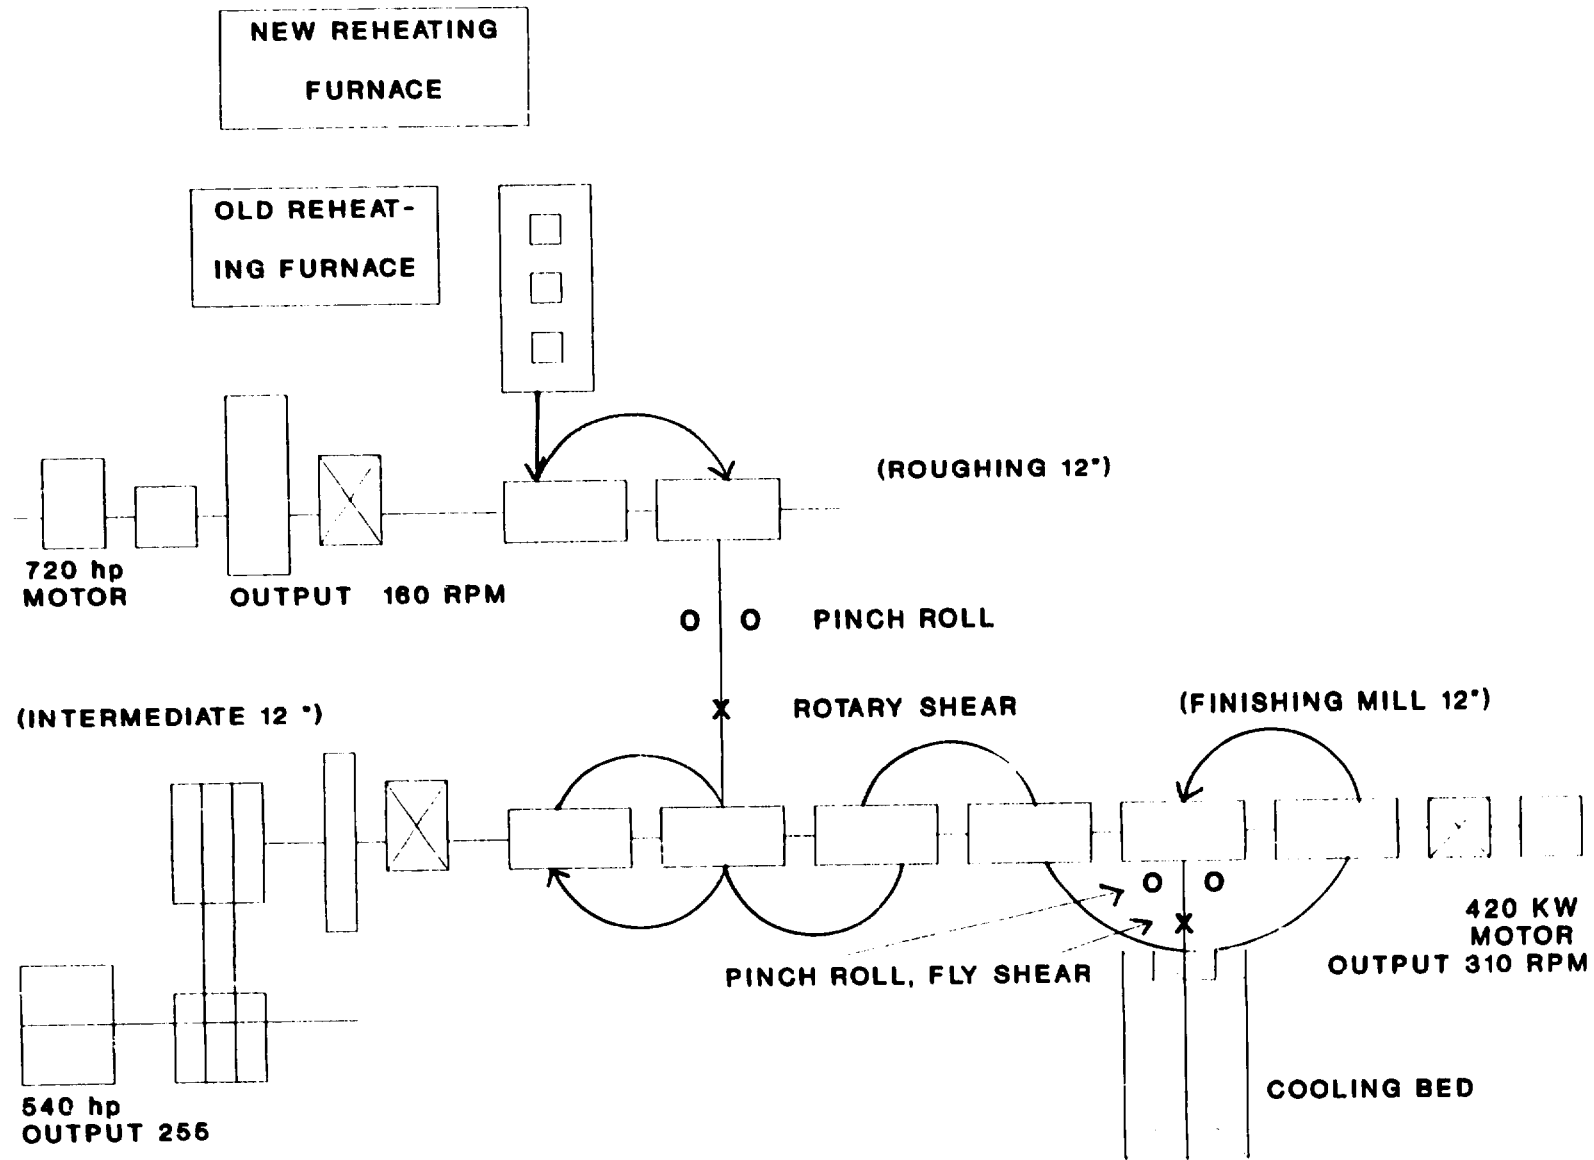 NEW REHEATING
FURNACE
OLD REHEAT-
ING FURNACE
(ROUGHING 12")
720 hp
MOTOR
OUTPUT 160 RPM
O O PINCH ROLL
X ROTARY SHEAR
(INTERMEDIATE 12 ")
(FINISHING MILL 12")
O O
X
PINCH ROLL, FLY SHEAR
420 KW
MOTOR
OUTPUT 310 RPM
COOLING BED
540 hp
OUTPUT 255